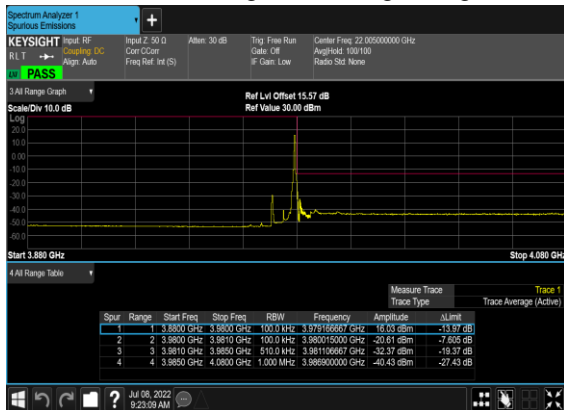 Spectrum Analyzer 1
Spurious Emissions
KEYSIGHT Input: RF Input Z: 50 Ω Atten: 30 dB Trig: Free Run Center Freq: 22.005000000 GHz
RLT Coupling: DC Corr CCorr Gate: Off Avg|Hold: 100/100
Align: Auto Freq Ref: Int (S) IF Gain: Low Radio Std: None
PASS
3 All Range Graph
Ref Lvl Offset 15.57 dB
Scale/Div 10.0 dB Ref Value 30.00 dBm
Log
20.0
10.0
0.00
-10.0
-20.0
-30.0
-40.0
-50.0
-60.0
Start 3.880 GHz Stop 4.080 GHz
4 All Range Table
Measure Trace Trace 1
Trace Type Trace Average (Active)
Spur Range Start Freq Stop Freq RBW Frequency Amplitude ΔLimit
1 1 3.8800 GHz 3.9800 GHz 100.0 kHz 3.979166667 GHz 16.03 dBm -13.97 dB
2 2 3.9800 GHz 3.9810 GHz 100.0 kHz 3.980015000 GHz -20.61 dBm -7.605 dB
3 3 3.9810 GHz 3.9850 GHz 510.0 kHz 3.981106667 GHz -32.37 dBm -19.37 dB
4 4 3.9850 GHz 4.0800 GHz 1.000 MHz 3.986900000 GHz -40.43 dBm -27.43 dB
? Jul 08, 2022
9:23:09 AM